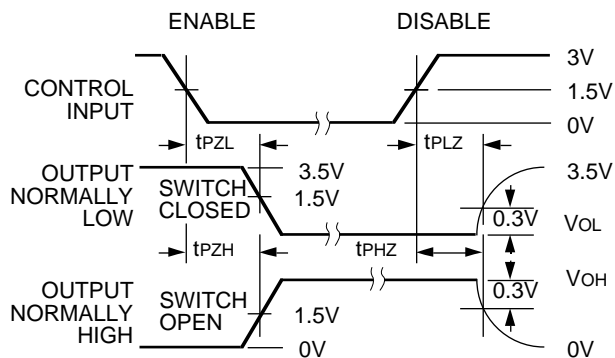 ENABLE DISABLE
3V
CONTROL INPUT 1.5V
0V
tPZL tPLZ
OUTPUT NORMALLY LOW
SWITCH CLOSED
3.5V
1.5V
3.5V
0.3V VOL
tPZH tPHZ
VOH
0.3V
OUTPUT NORMALLY HIGH
SWITCH OPEN
1.5V
0V
0V